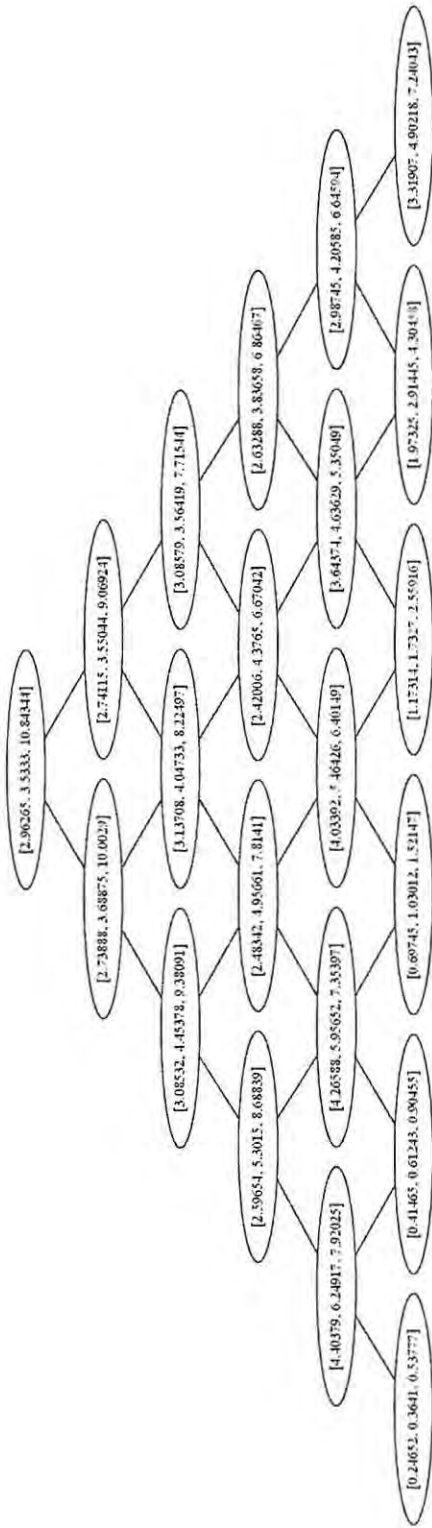 [2.96265, 3.5333, 10.84344]
[2.73888, 3.68875, 10.0029]
[2.74115, 3.55044, 9.06924]
[3.08532, 4.45378, 9.38091]
[3.13708, 4.04733, 8.22497]
[3.08579, 3.56419, 7.71544]
[2.59654, 5.3015, 8.68839]
[2.48342, 4.95661, 7.8141]
[2.42006, 4.3765, 6.67042]
[2.63288, 3.83658, 6.86467]
[4.40379, 6.24917, 7.92025]
[4.26588, 5.95652, 7.35397]
[4.03392, 5.46426, 6.40149]
[3.64374, 4.63629, 5.35049]
[2.98745, 4.20585, 6.64594]
[0.24652, 0.3641, 0.53777]
[0.41465, 0.61243, 0.90455]
[0.69745, 1.03012, 1.52147]
[1.17314, 1.7327, 2.55916]
[1.97325, 2.91445, 4.30458]
[3.31907, 4.90218, 7.24043]